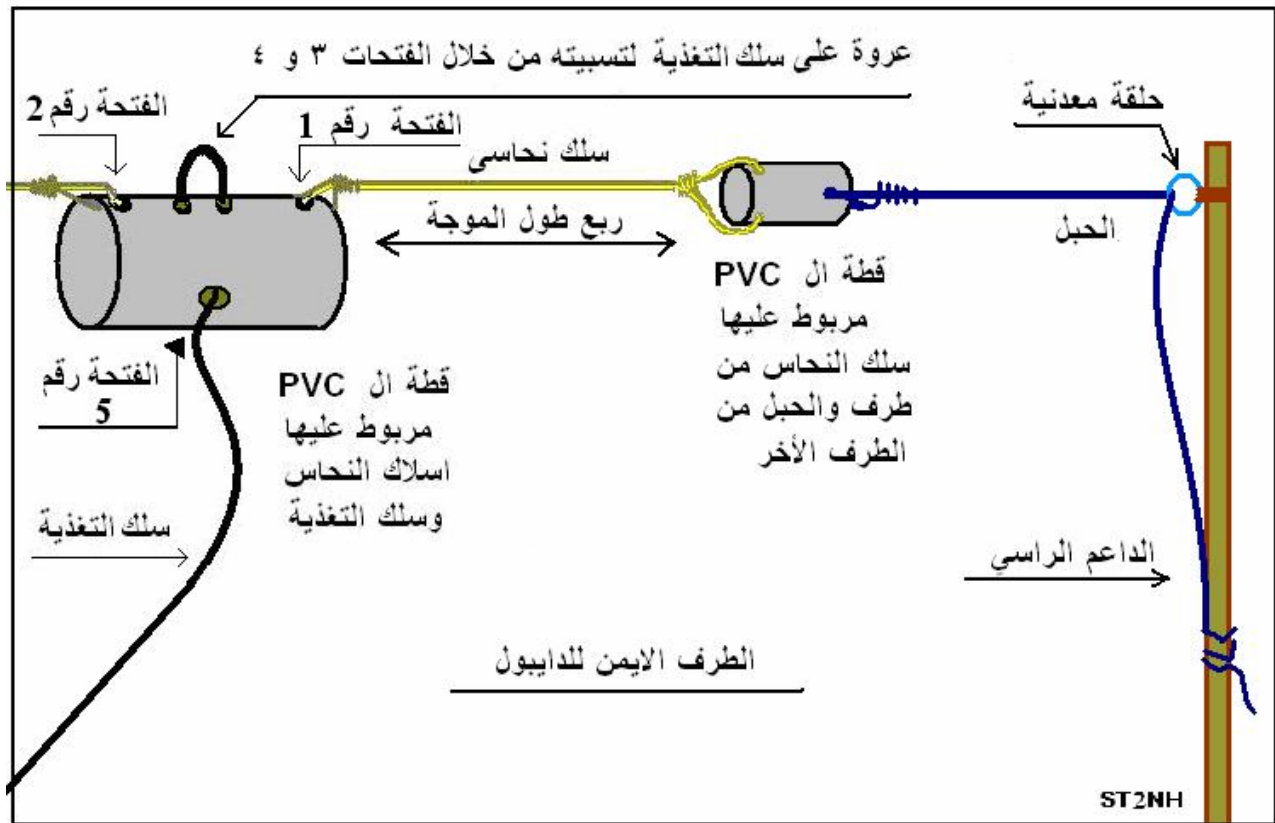 عروة على سلك التغذية لتسبيته من خلال الفتحات ٣ و ٤
الفتحة رقم 2
الفتحة رقم 1
حلقة معدنية
سلك نحاسى
ربع طول الموجة
الحبل
قطة ال PVC
مربوط عليها
سلك النحاس من
طرف والحبل من
الطرف الأخر
الفتحة رقم
5
قطة ال PVC
مربوط عليها
اسلاك النحاس
وسلك التغذية
سلك التغذية
الداعم الراسي
الطرف الايمن للدايبول
ST2NH